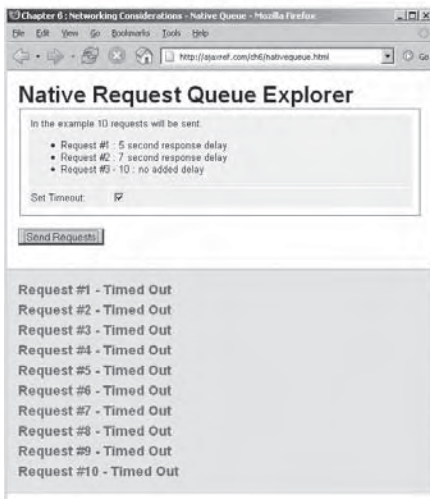 Chapter 6 : Networking Considerations - Native Queue - Mozilla Firefox
File Edit View Go Bookmarks Tools Help
http://ajaxref.com/ch6/nativequeue.html Go
Native Request Queue Explorer
In the example 10 requests will be sent.
• Request #1 : 5 second response delay
• Request #2 : 7 second response delay
• Request #3 - 10 : no added delay
Set Timeout:
Send Requests
Request #1 - Timed Out
Request #2 - Timed Out
Request #3 - Timed Out
Request #4 - Timed Out
Request #5 - Timed Out
Request #6 - Timed Out
Request #7 - Timed Out
Request #8 - Timed Out
Request #9 - Timed Out
Request #10 - Timed Out